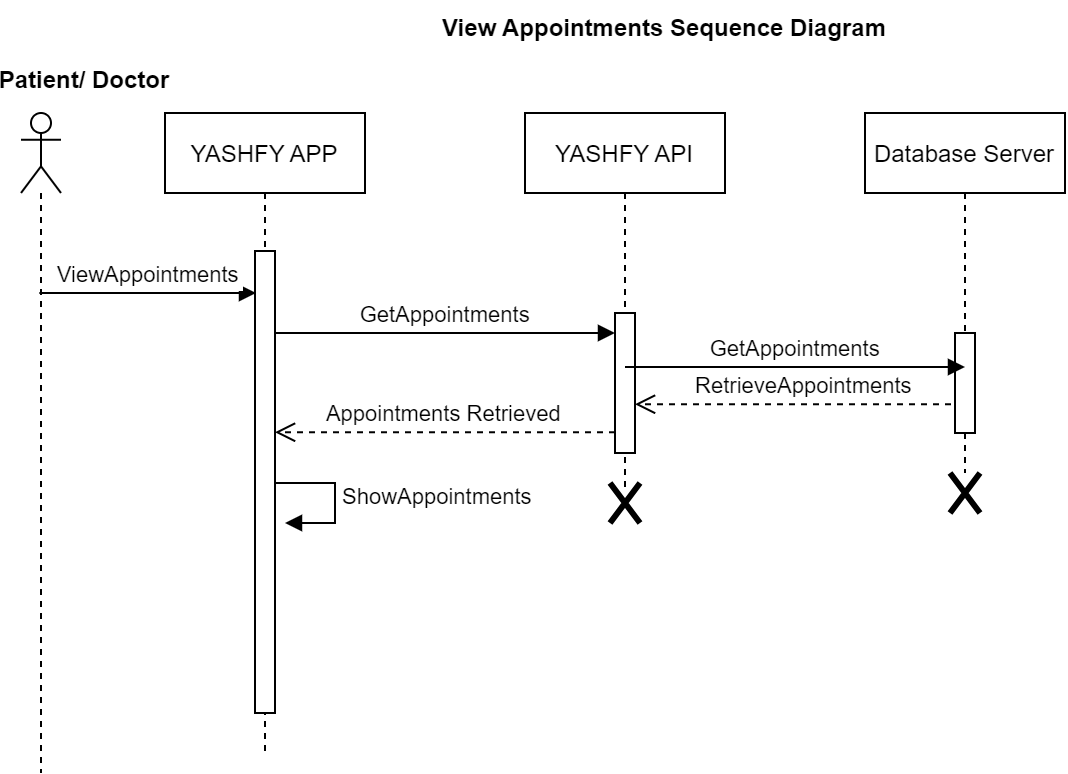 View Appointments Sequence Diagram
Patient/ Doctor
YASHFY APP
YASHFY API
Database Server
ViewAppointments
GetAppointments
GetAppointments
RetrieveAppointments
Appointments Retrieved
ShowAppointments